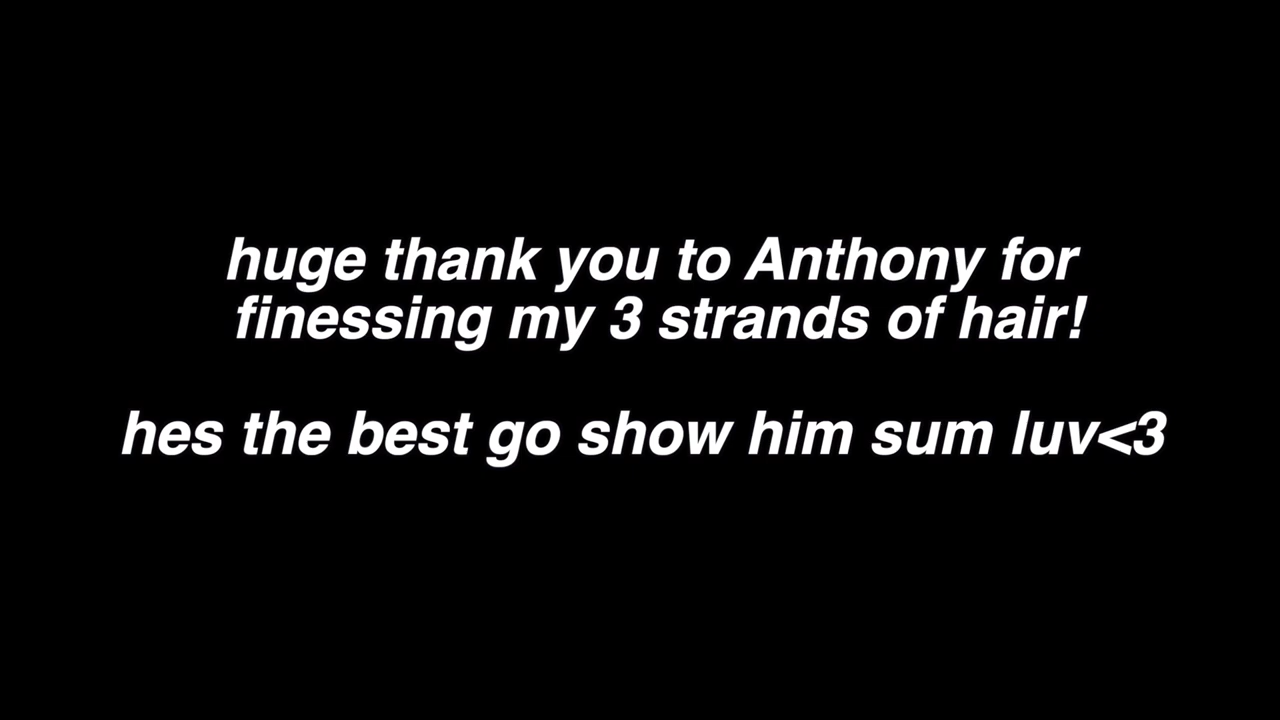 huge thank you to Anthony for
finessing my 3 strands of hair!
hes the best go show him sum luv<3